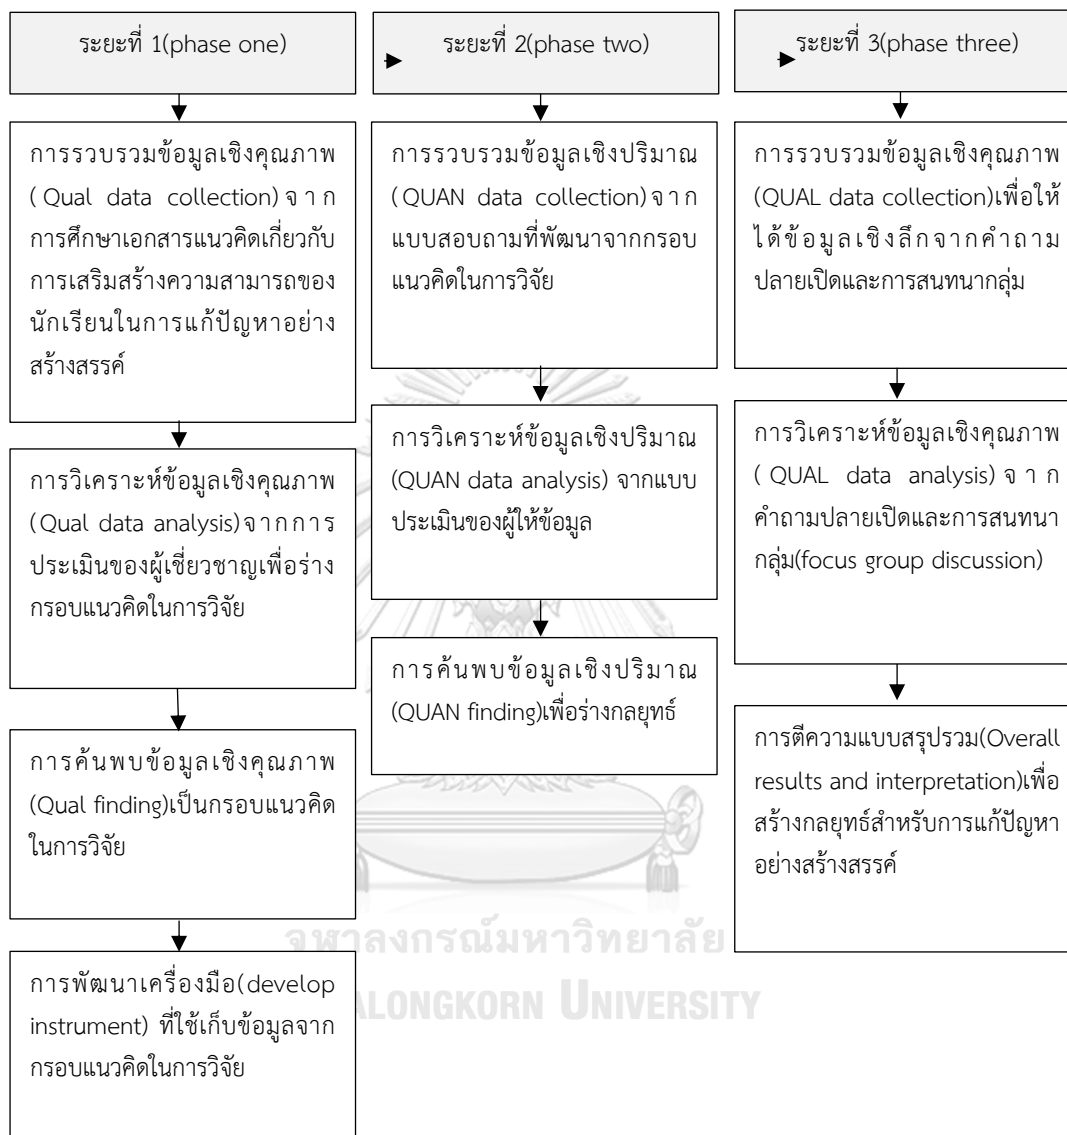 ระยะที่ 1(phase one)
การรวบรวมข้อมูลเชิงคุณภาพ
(Qual data collection)จาก
การศึกษาเอกสารแนวคิดเกี่ยวกับ
การเสริมสร้างความสามารถของ
นักเรียนในการแก้ปัญหาอย่าง
สร้างสรรค์
การวิเคราะห์ข้อมูลเชิงคุณภาพ
(Qual data analysis)จากการ
ประเมินของผู้เชี่ยวชาญเพื่อร่าง
กรอบแนวคิดในการวิจัย
การค้นพบข้อมูลเชิงคุณภาพ
(Qual finding)เป็นกรอบแนวคิด
ในการวิจัย
การพัฒนาเครื่องมือ(develop
instrument) ที่ใช้เก็บข้อมูลจาก
กรอบแนวคิดในการวิจัย
ระยะที่ 2(phase two)
การรวบรวมข้อมูลเชิงปริมาณ
(QUAN data collection)จาก
แบบสอบถามที่พัฒนาจากกรอบ
แนวคิดในการวิจัย
การวิเคราะห์ข้อมูลเชิงปริมาณ
(QUAN data analysis) จากแบบ
ประเมินของผู้ให้ข้อมูล
การค้นพบข้อมูลเชิงปริมาณ
(QUAN finding)เพื่อร่างกลยุทธ์
ระยะที่ 3(phase three)
การรวบรวมข้อมูลเชิงคุณภาพ
(QUAL data collection)เพื่อให้
ได้ข้อมูลเชิงลึกจากคำถาม
ปลายเปิดและการสนทนากลุ่ม
การวิเคราะห์ข้อมูลเชิงคุณภาพ
(QUAL data analysis)จาก
คำถามปลายเปิดและการสนทนา
กลุ่ม(focus group discussion)
การตีความแบบสรุปรวม(Overall
results and interpretation)เพื่อ
สร้างกลยุทธ์สำหรับการแก้ปัญหา
อย่างสร้างสรรค์
จุฬาลงกรณ์มหาวิทยาลัย
ALONGKORN UNIVERSITY